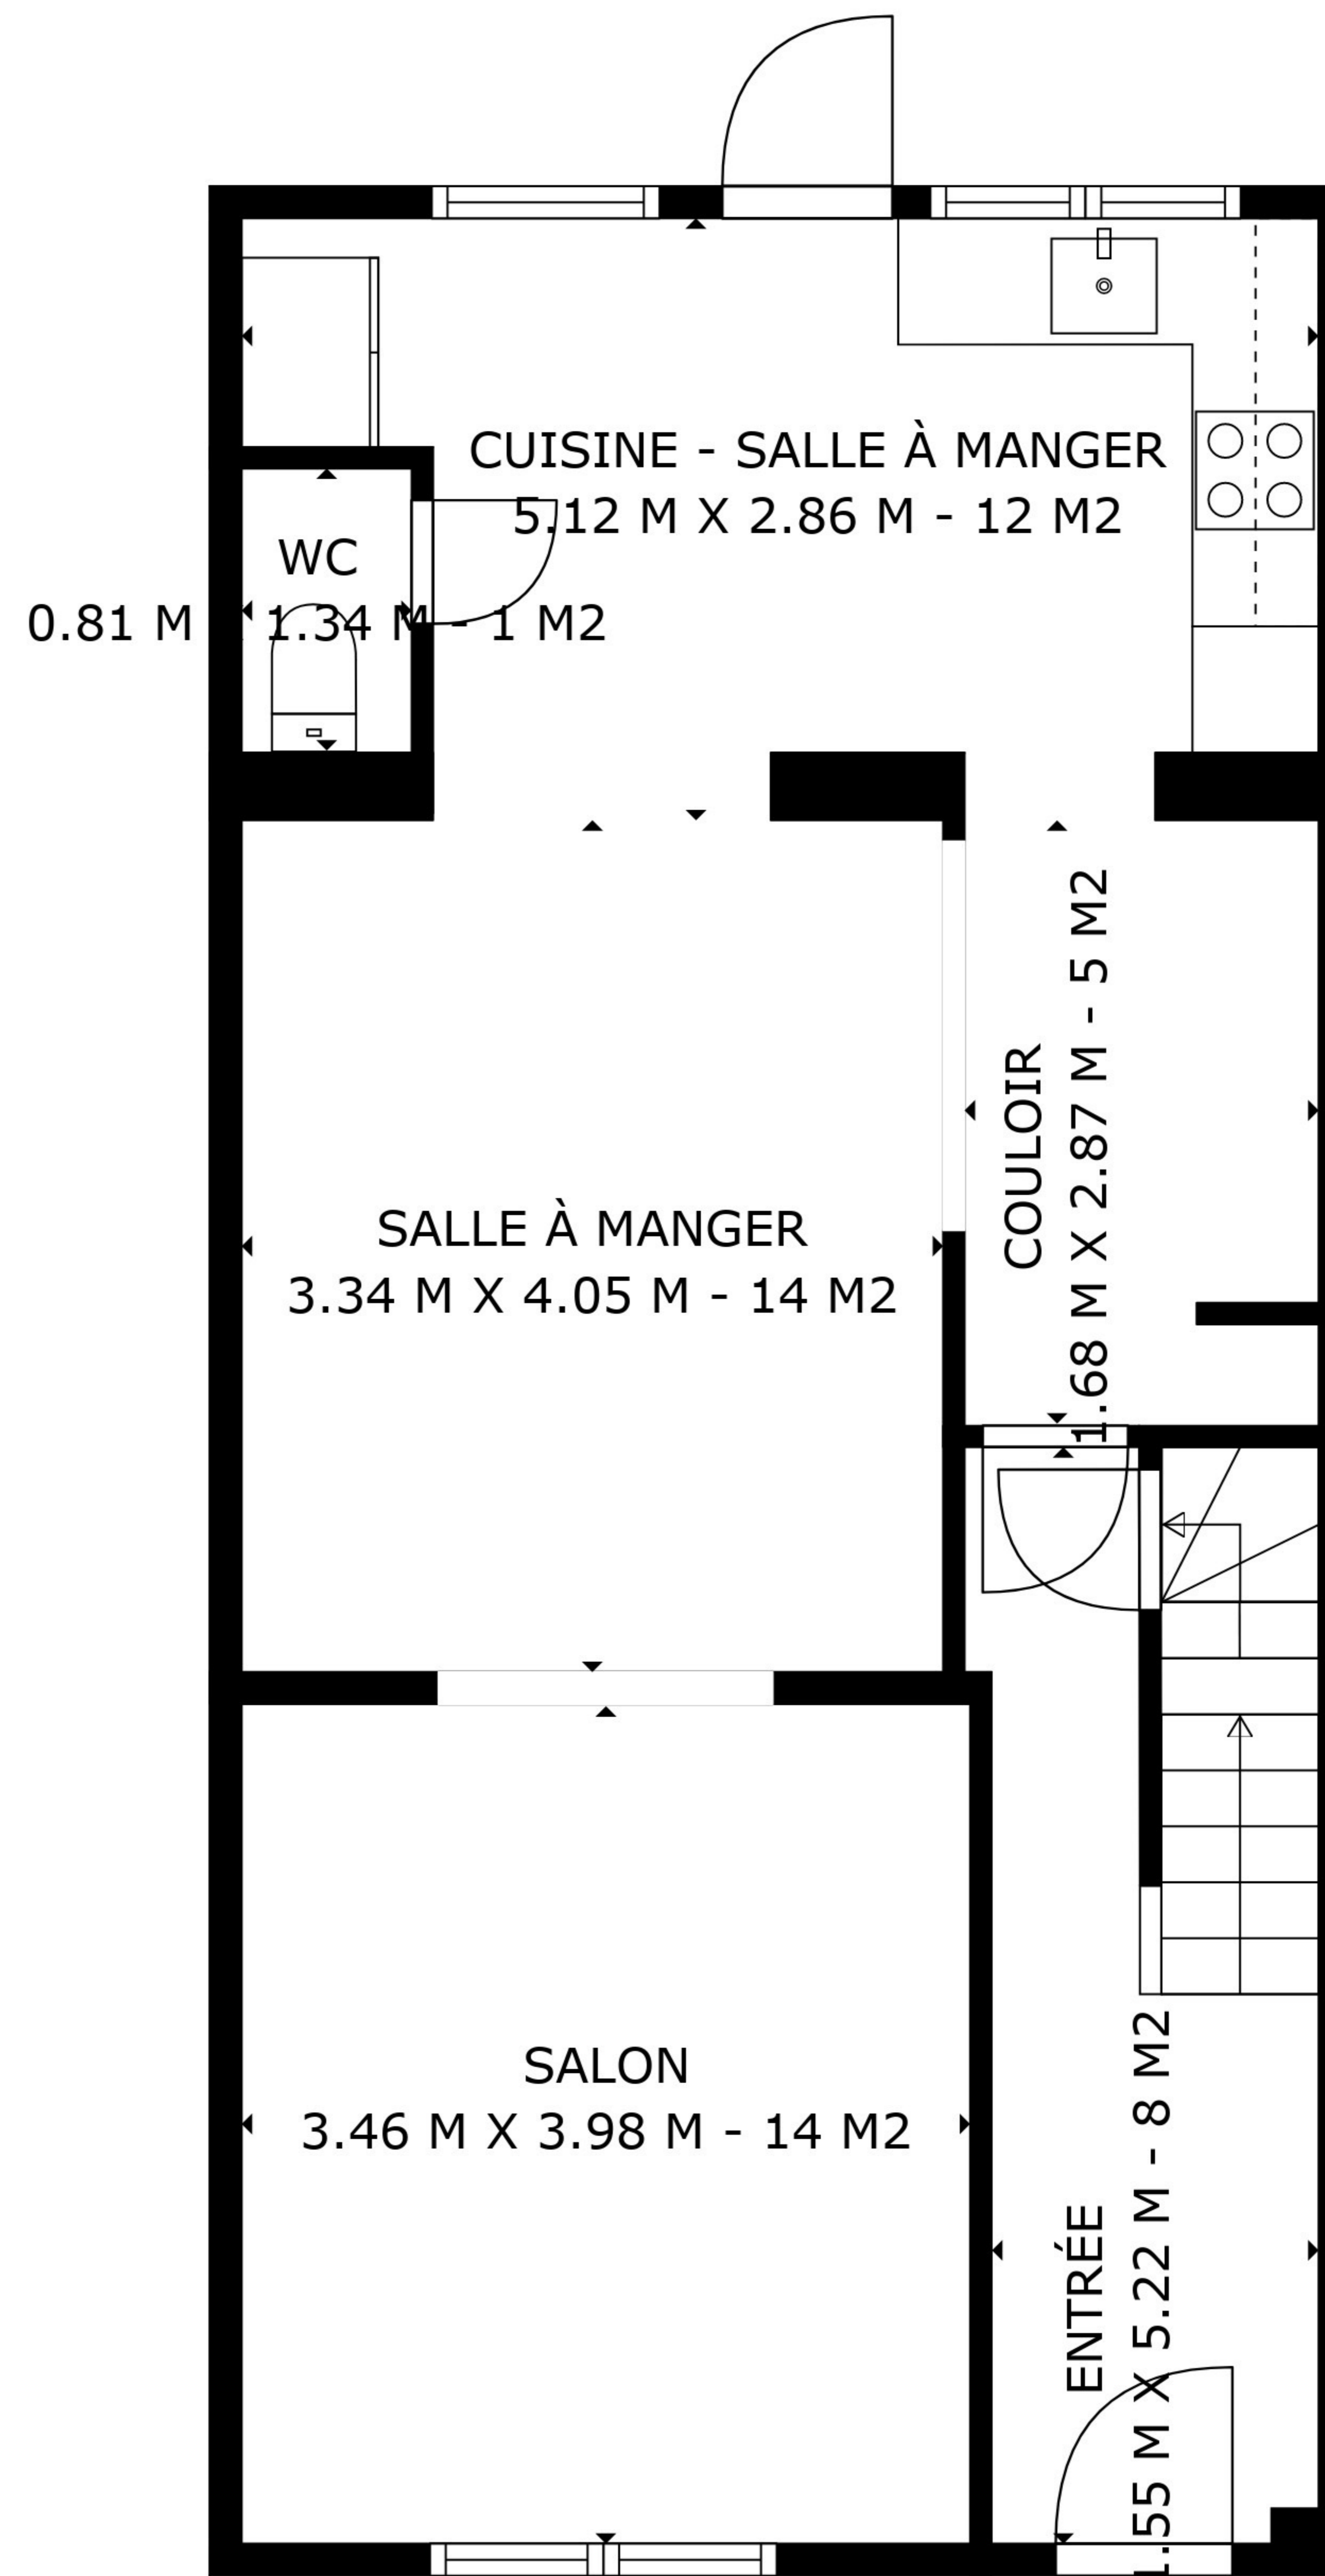 CUISINE - SALLE À MANGER
5.12 M X 2.86 M - 12 M2
WC
0.81 M 1.34 M - 1 M2
COULOIR
1.68 M X 2.87 M - 5 M2
SALLE À MANGER
3.34 M X 4.05 M - 14 M2
SALON
3.46 M X 3.98 M - 14 M2
ENTRÉE
1.55 M X 5.22 M - 8 M2